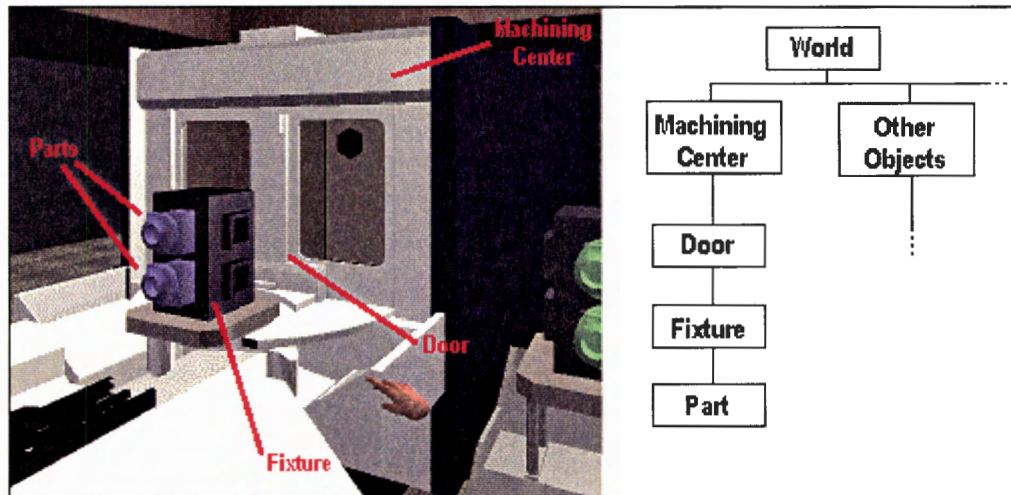 Machining
Center
Parts
Door
Fixture
World
Machining
Center
Other
Objects
Door
Fixture
Part